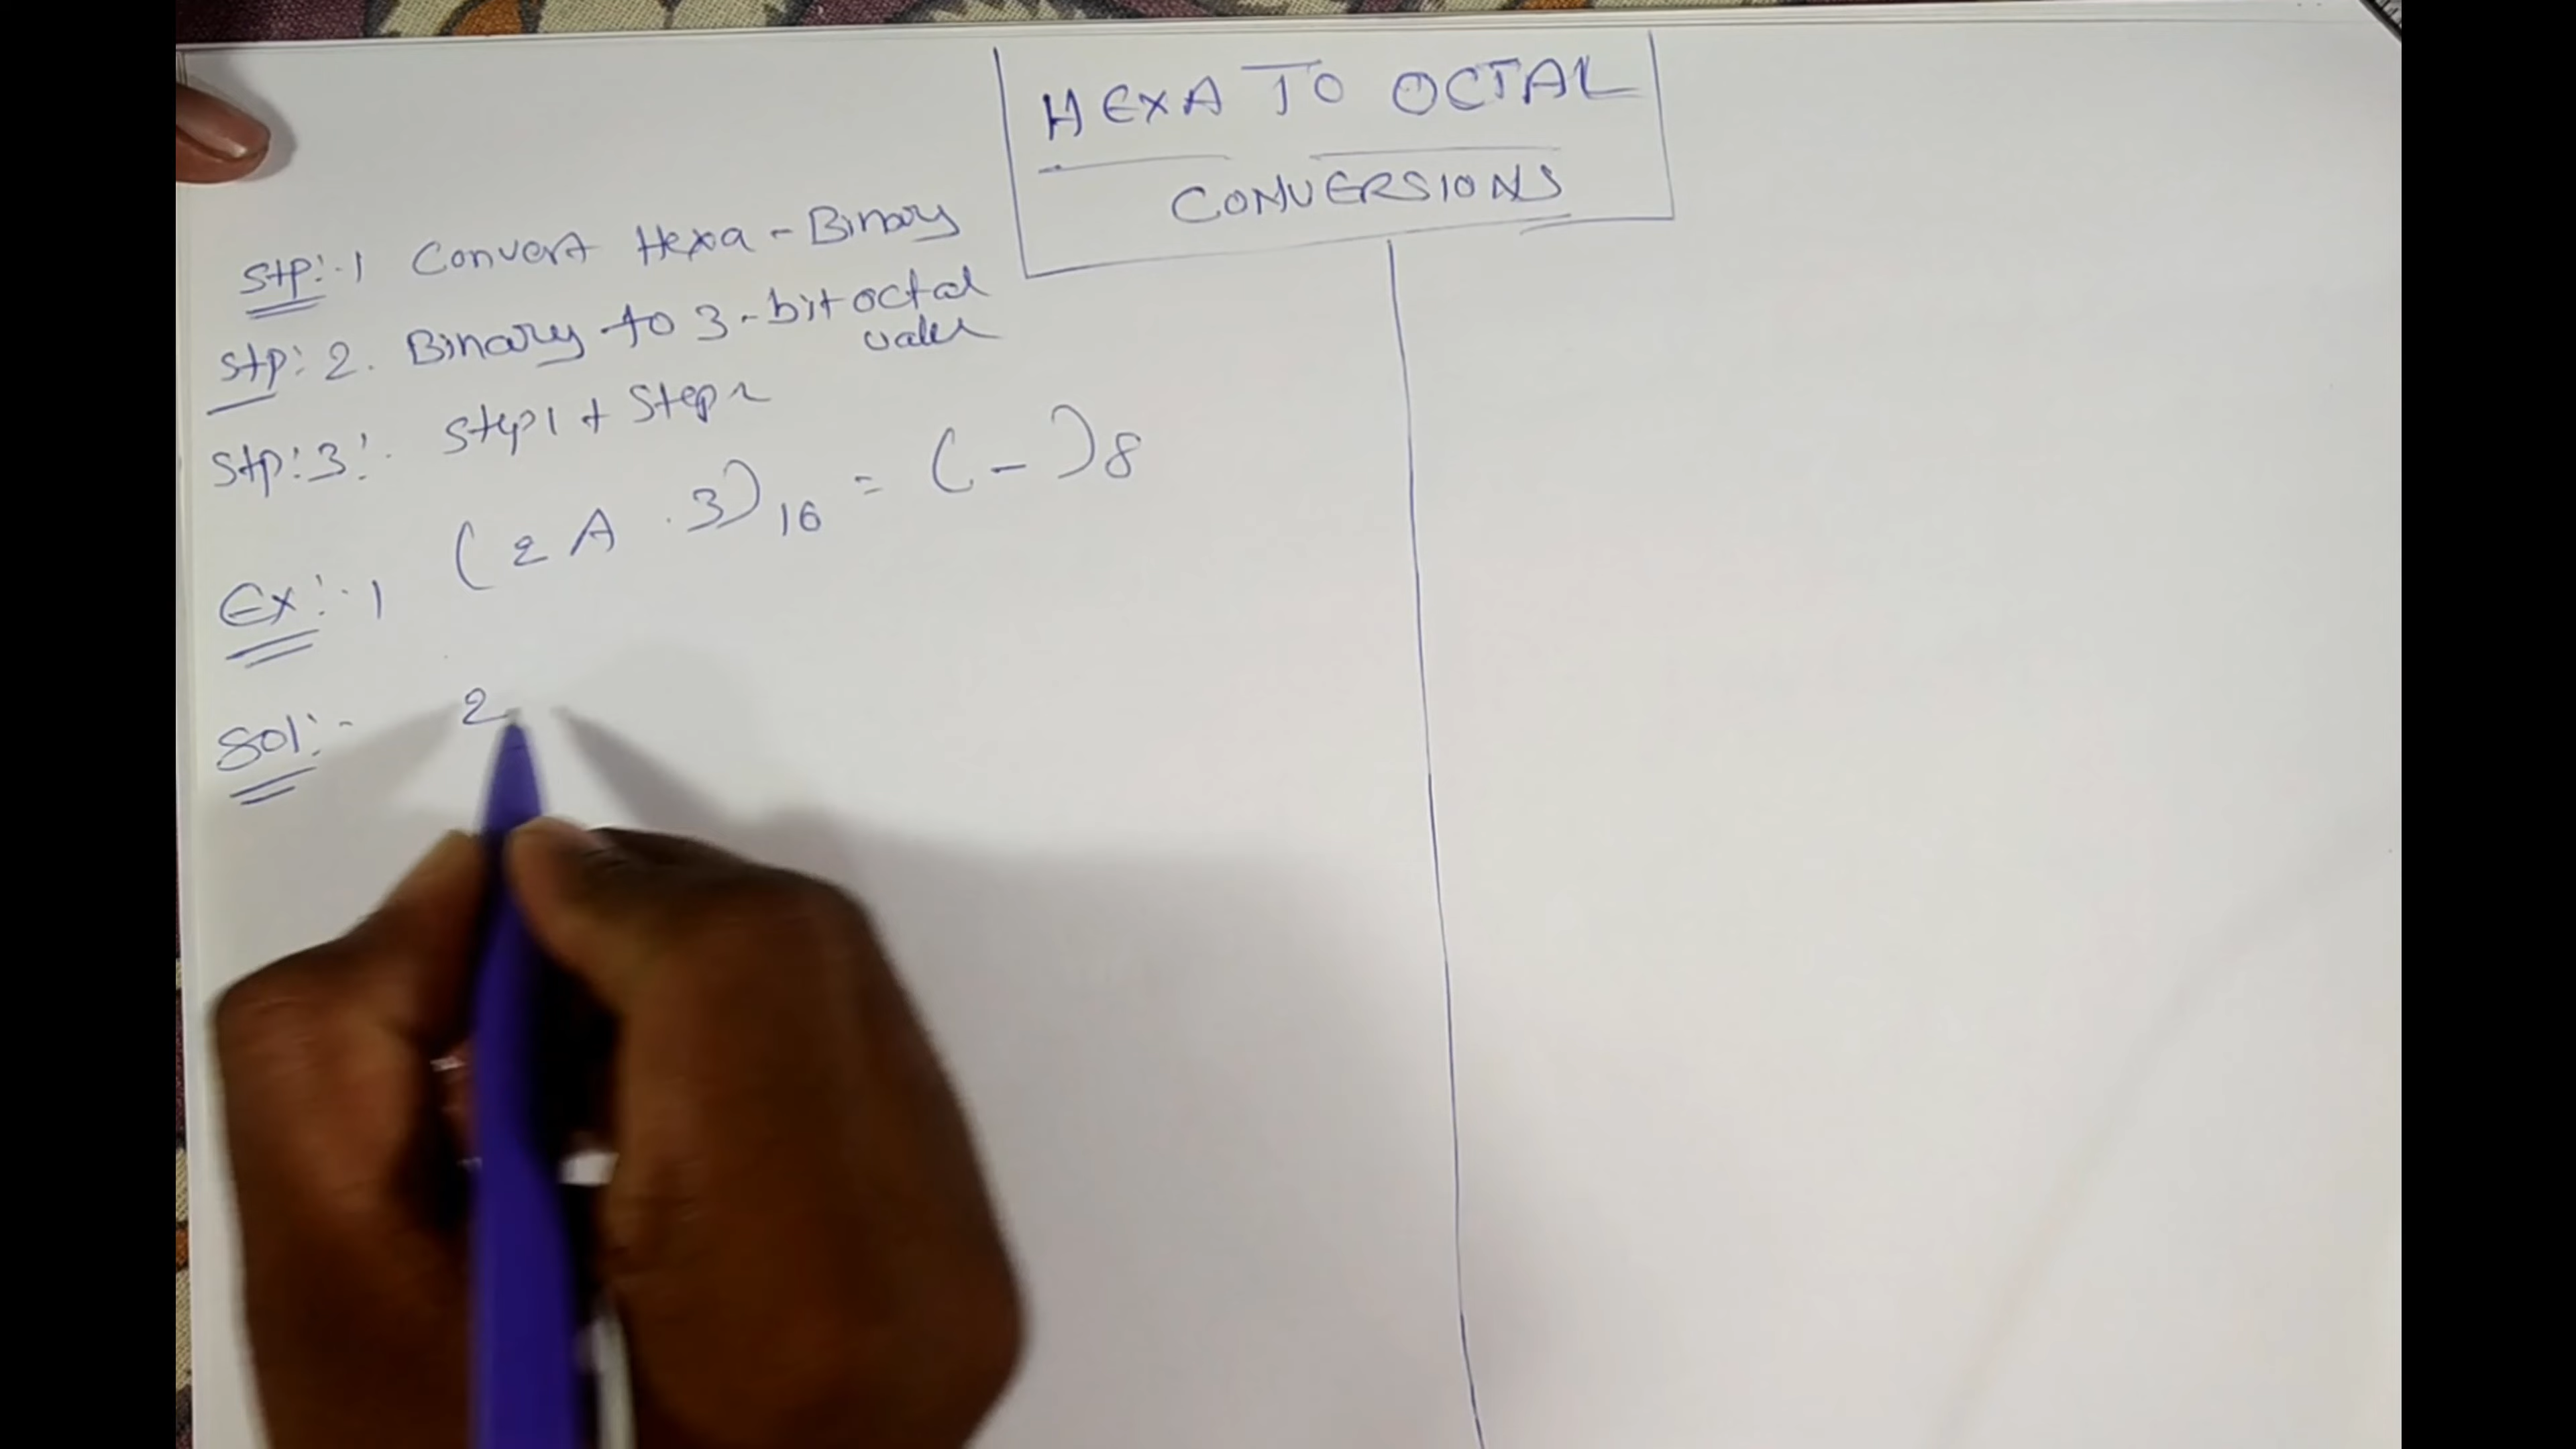 HEXA TO OCTAL
CONVERSIONS
Stp:-1 Convert Hexa - Binary
Stp: 2. Binary to 3-bit octal
Stp: 3:- Step1 + Step2
Ex:-1 (2A .3)16 = (-)8
Sol:- 2